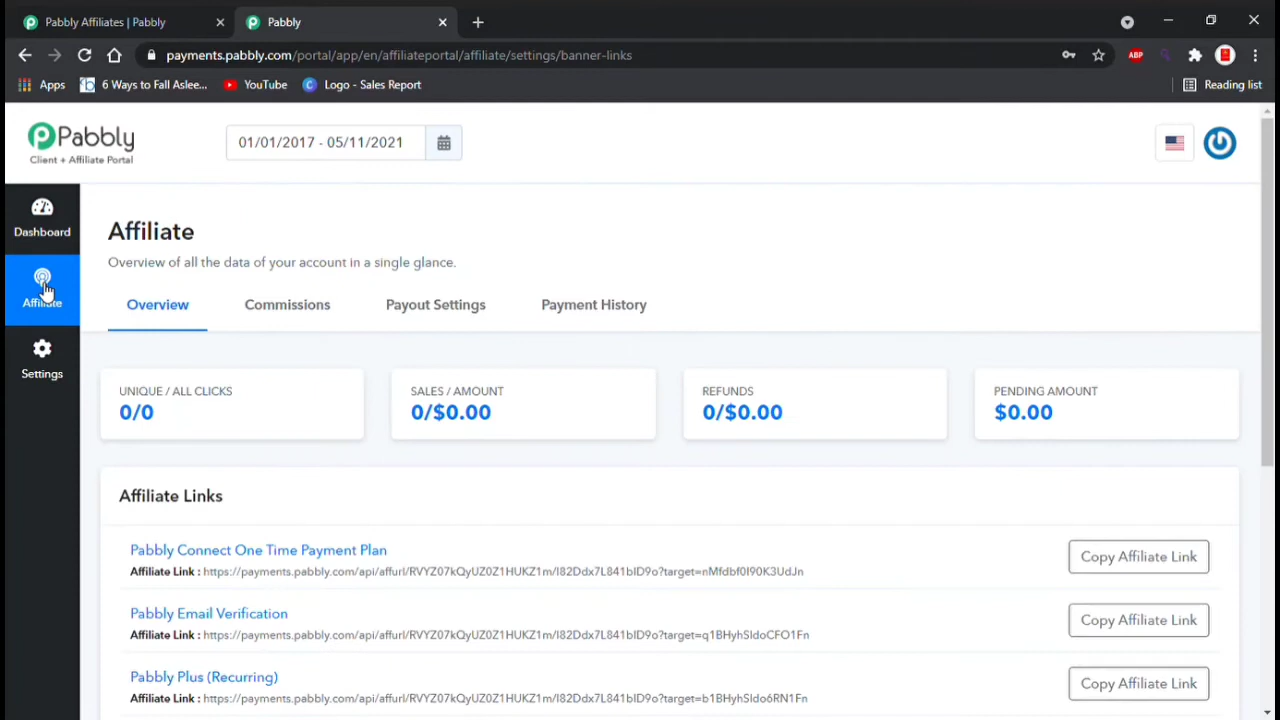 Pabbly Affiliates | Pabbly
Pabbly
payments.pabbly.com/portal/app/en/affiliateportal/affiliate/settings/banner-links
ABP
Apps
6 Ways to Fall Aslee...
YouTube
Logo - Sales Report
Reading list
Pabbly
Client + Affiliate Portal
01/01/2017 - 05/11/2021
Dashboard
Affiliate
Settings
Affiliate
Overview of all the data of your account in a single glance.
Overview
Commissions
Payout Settings
Payment History
UNIQUE / ALL CLICKS
0/0
SALES / AMOUNT
0/$0.00
REFUNDS
0/$0.00
PENDING AMOUNT
$0.00
Affiliate Links
Pabbly Connect One Time Payment Plan
Affiliate Link : https://payments.pabbly.com/api/affurl/RVYZ07kQyUZ0Z1HUKZ1m/I82Ddx7L841bID9o?target=nMfdbf0I90K3UdJn
Copy Affiliate Link
Pabbly Email Verification
Affiliate Link : https://payments.pabbly.com/api/affurl/RVYZ07kQyUZ0Z1HUKZ1m/I82Ddx7L841bID9o?target=q1BHyhSIdoCFO1Fn
Copy Affiliate Link
Pabbly Plus (Recurring)
Affiliate Link : https://payments.pabbly.com/api/affurl/RVYZ07kQyUZ0Z1HUKZ1m/I82Ddx7L841bID9o?target=b1BHyhSIdo6RN1Fn
Copy Affiliate Link